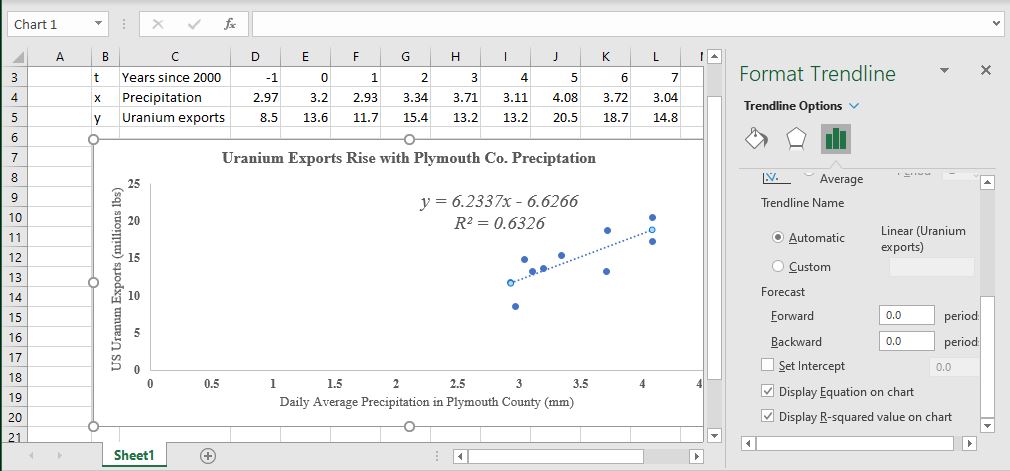 Chart 1 fx
A B C D E F G H I J K L
3 t Years since 2000 -1 0 1 2 3 4 5 6 7
4 x Precipitation 2.97 3.2 2.93 3.34 3.71 3.11 4.08 3.72 3.04
5 y Uranium exports 8.5 13.6 11.7 15.4 13.2 13.2 20.5 18.7 14.8
6
7
8
9
10
11
12
13
14
15
16
17
18
19
20
21
Uranium Exports Rise with Plymouth Co. Preciptation
y = 6.2337x - 6.6266
R² = 0.6326
US Uranum Exports (millions lbs)
25
20
15
10
5
0
0 0.5 1 1.5 2 2.5 3 3.5 4 4
Daily Average Precipitation in Plymouth County (mm)
Sheet1
Format Trendline
Trendline Options
Average
Trendline Name
Automatic Linear (Uranium
exports)
Custom
Forecast
Forward 0.0 period
Backward 0.0 period
Set Intercept 0.0
Display Equation on chart
Display R-squared value on chart